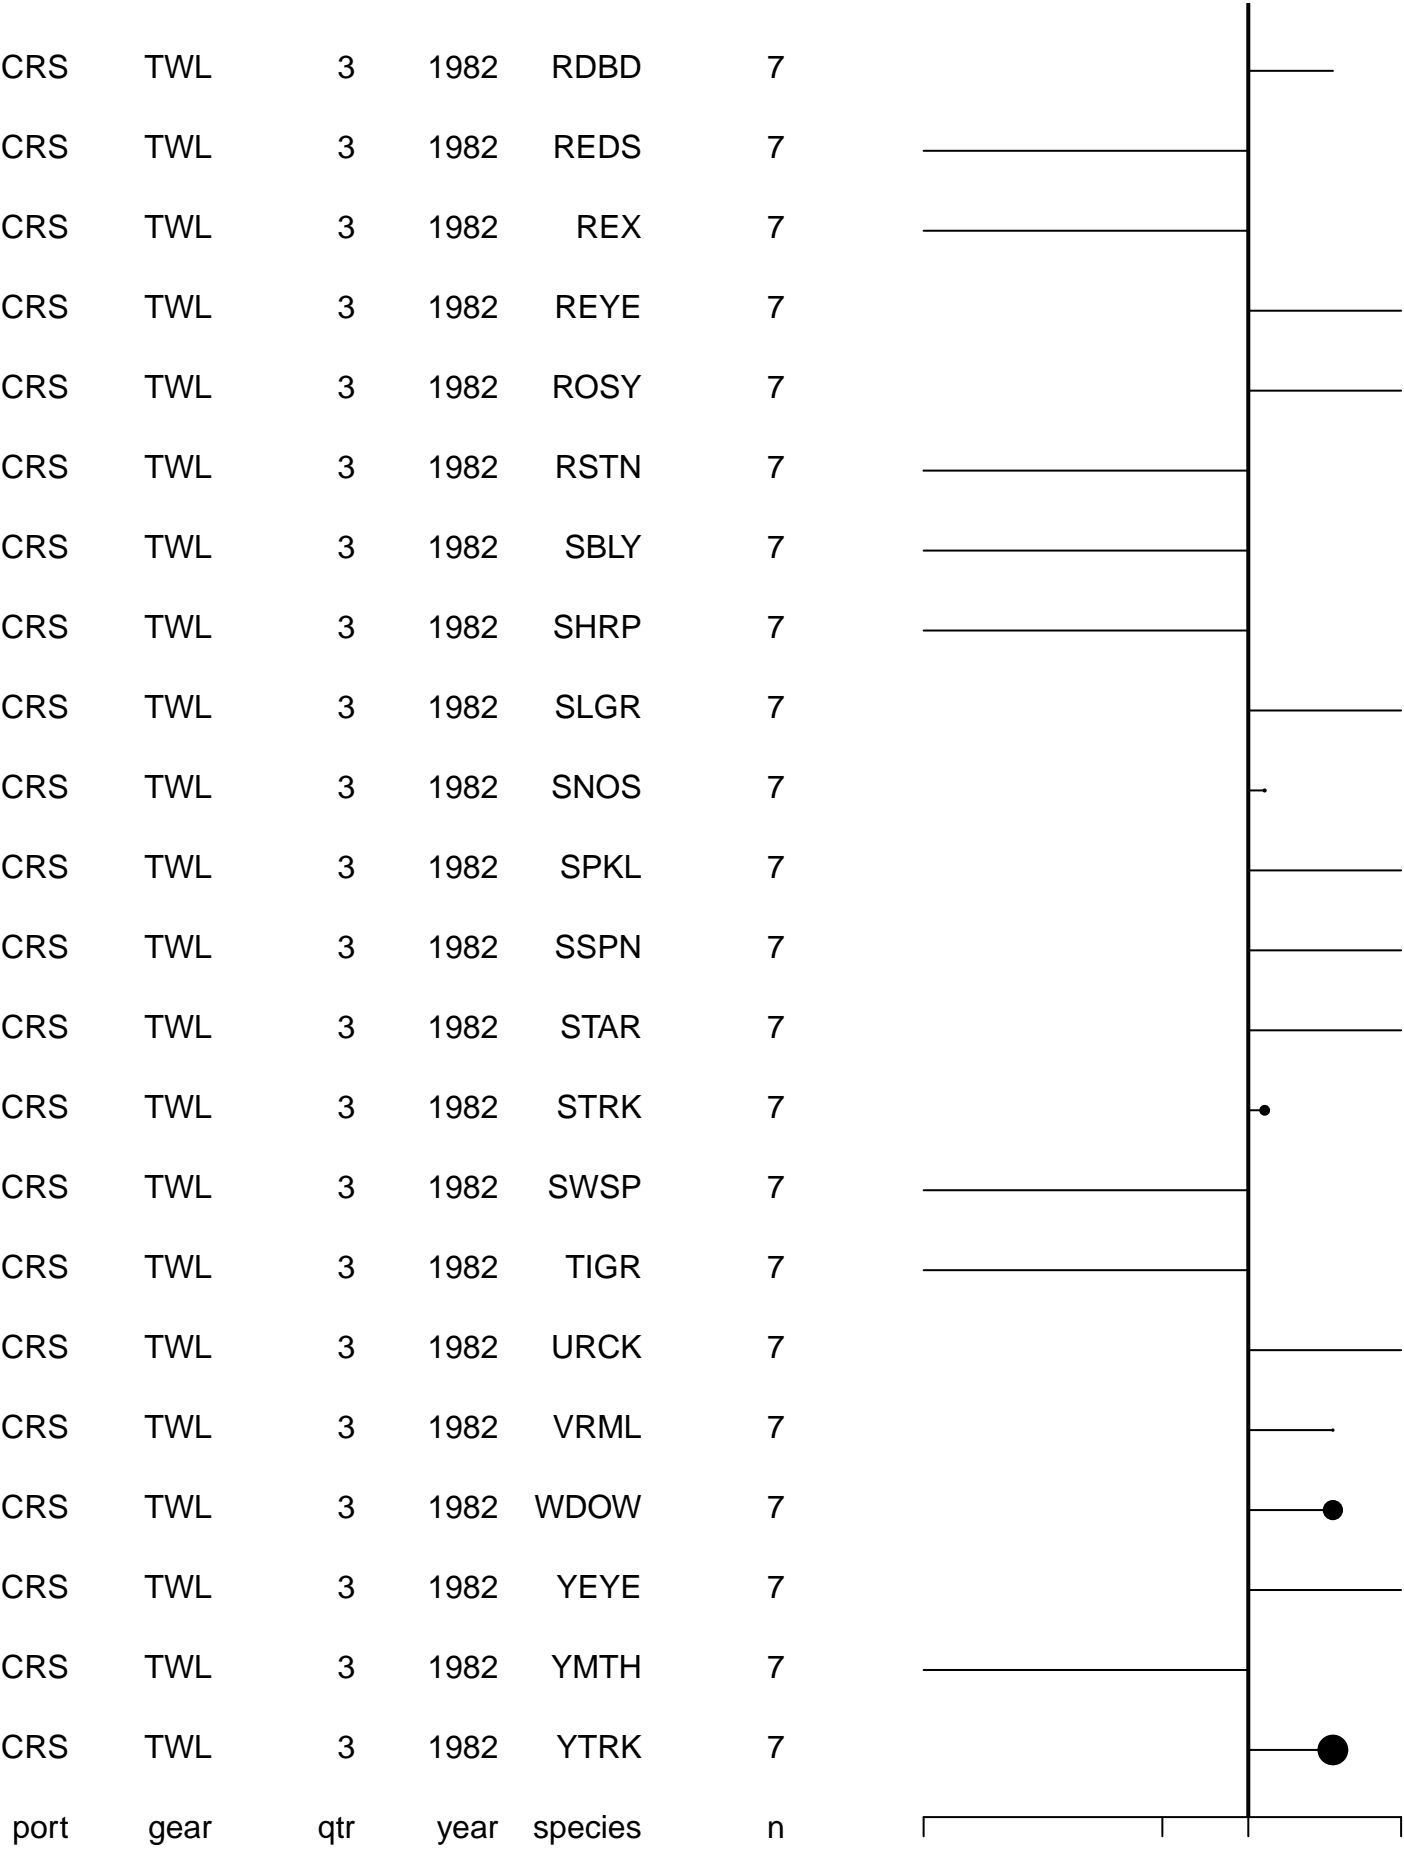 CRS TWL 3 1982 RDBD 7
CRS TWL 3 1982 REDS 7
CRS TWL 3 1982 REX 7
CRS TWL 3 1982 REYE 7
CRS TWL 3 1982 ROSY 7
CRS TWL 3 1982 RSTN 7
CRS TWL 3 1982 SBLY 7
CRS TWL 3 1982 SHRP 7
CRS TWL 3 1982 SLGR 7
CRS TWL 3 1982 SNOS 7
CRS TWL 3 1982 SPKL 7
CRS TWL 3 1982 SSPN 7
CRS TWL 3 1982 STAR 7
CRS TWL 3 1982 STRK 7
CRS TWL 3 1982 SWSP 7
CRS TWL 3 1982 TIGR 7
CRS TWL 3 1982 URCK 7
CRS TWL 3 1982 VRML 7
CRS TWL 3 1982 WDOW 7
CRS TWL 3 1982 YEYE 7
CRS TWL 3 1982 YMTH 7
CRS TWL 3 1982 YTRK 7
port gear qtr year species n